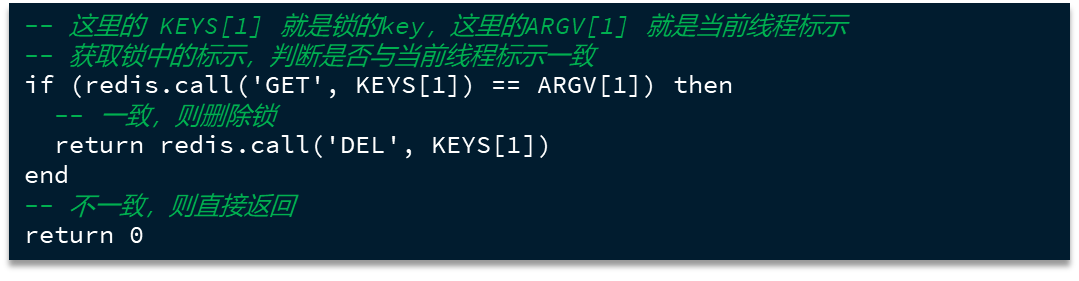 -- 这里的 KEYS[1] 就是锁的key，这里的ARGV[1] 就是当前线程标示
-- 获取锁中的标示，判断是否与当前线程标示一致
if (redis.call('GET', KEYS[1]) == ARGV[1]) then
  -- 一致，则删除锁
  return redis.call('DEL', KEYS[1])
end
-- 不一致，则直接返回
return 0